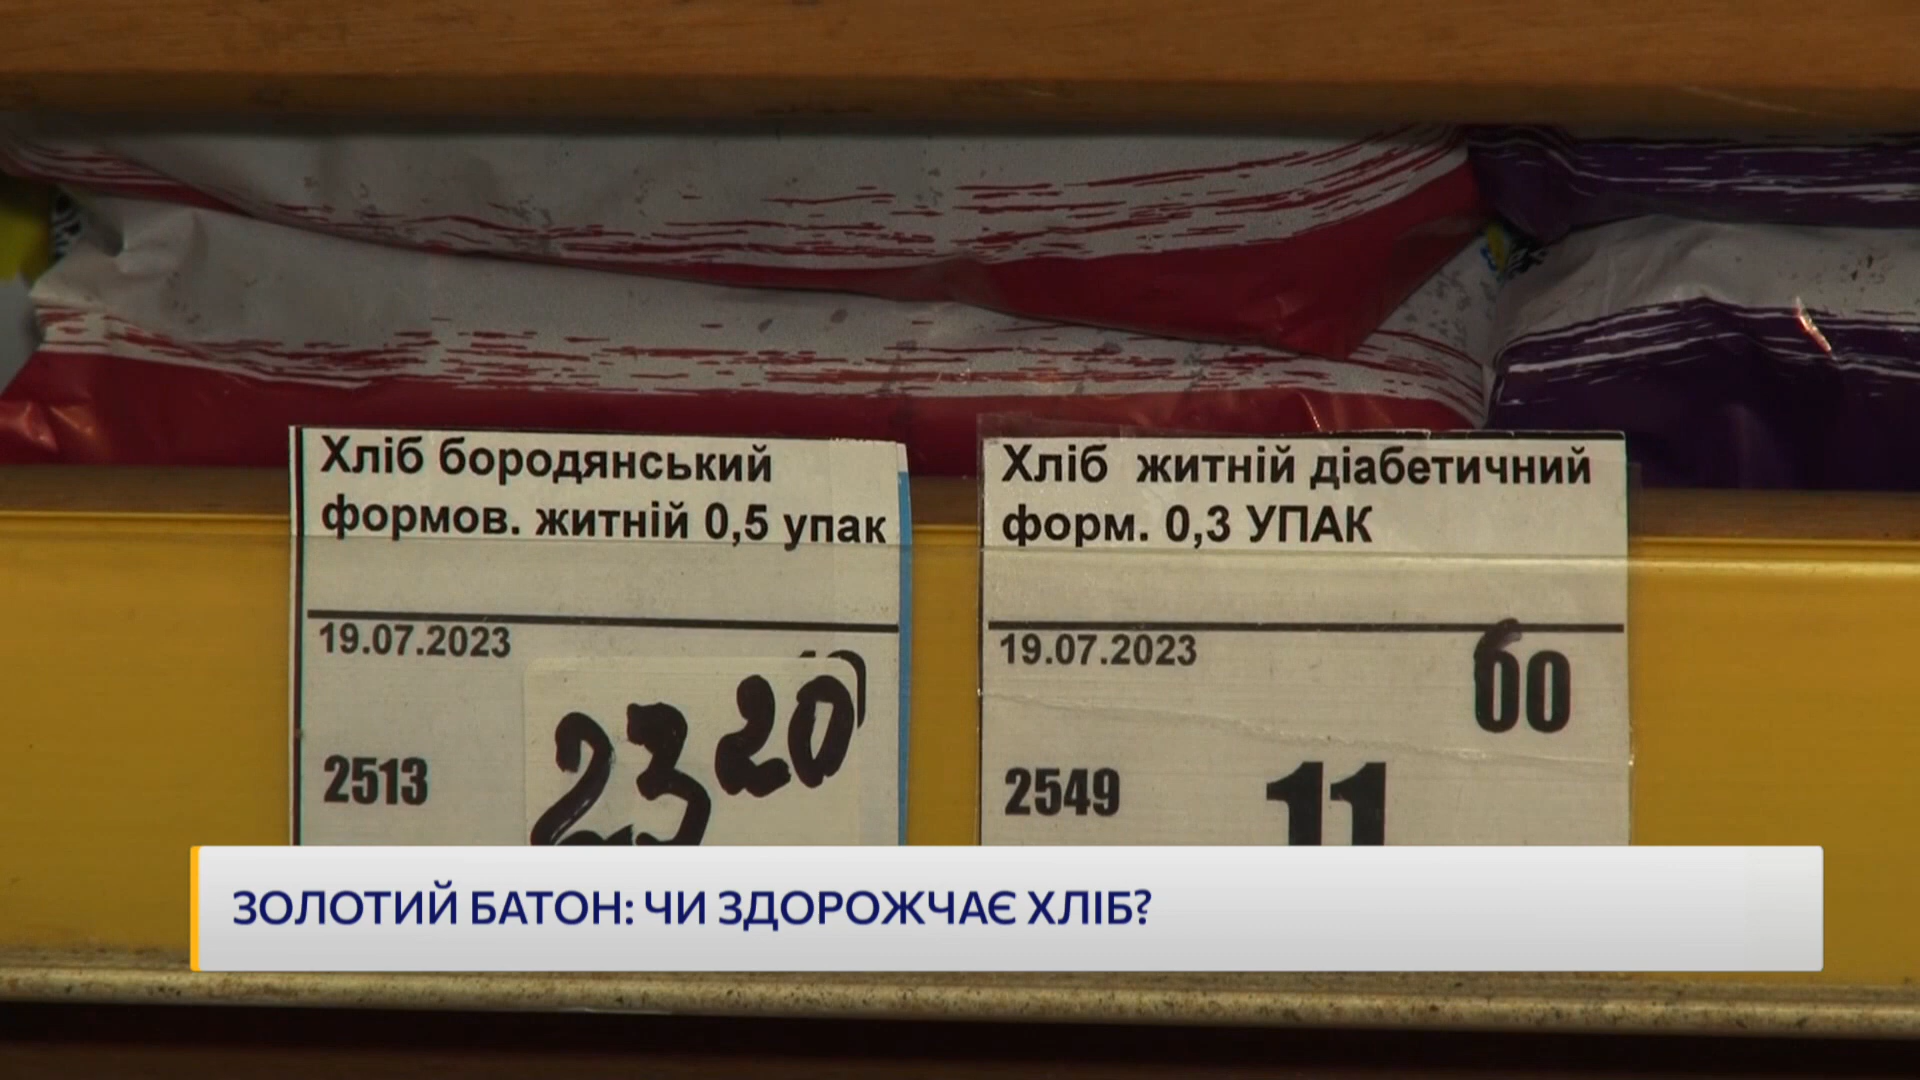 Хліб бородянський
формов. житній 0,5 упак
19.07.2023
2513
23 20
Хліб житній діабетичний
форм. 0,3 УПАК
19.07.2023
60
2549
11
ЗОЛОТИЙ БАТОН: ЧИ ЗДОРОЖЧАЄ ХЛІБ?